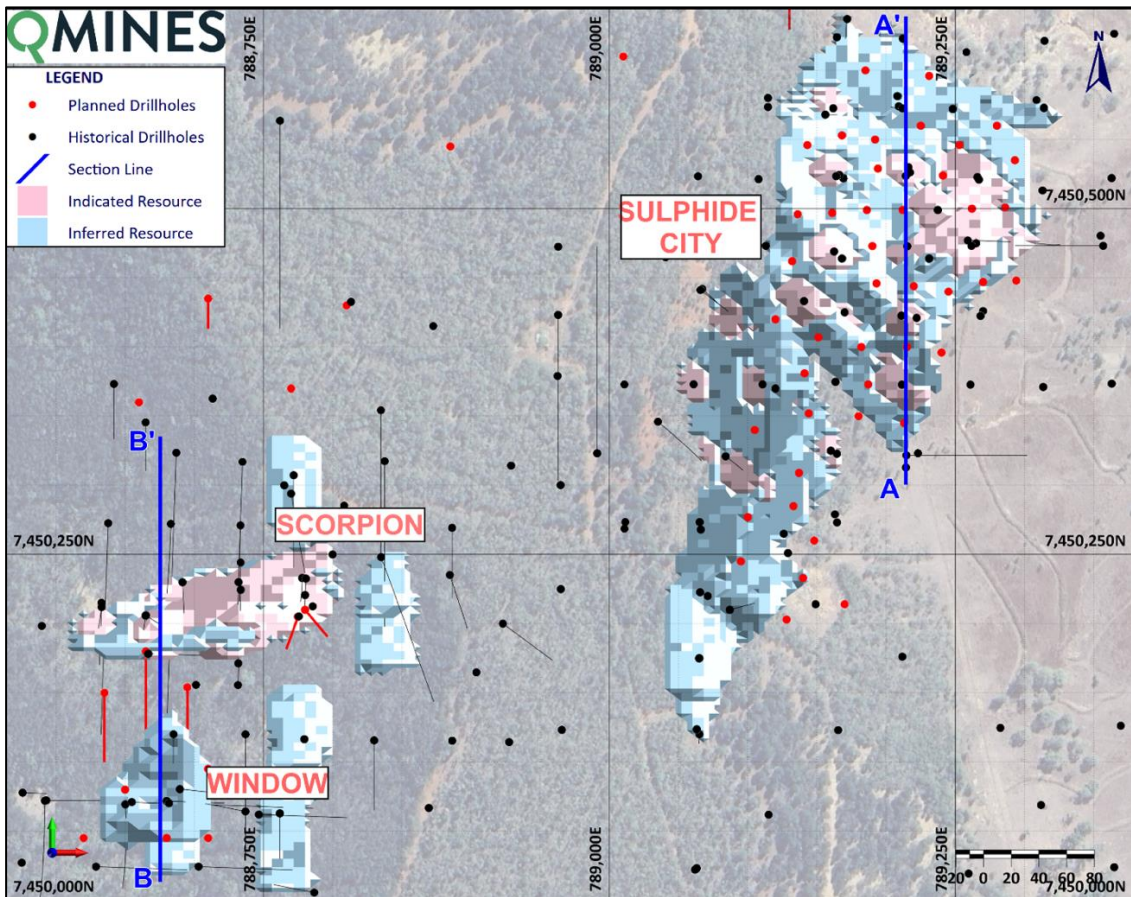 QMINES
LEGEND
Planned Drillholes
Historical Drillholes
Section Line
Indicated Resource
Inferred Resource
788,750E
789,000E
789,250E
A'
N
7,450,500N
SULPHIDE
CITY
B'
A
SCORPION
7,450,250N
7,450,250N
WINDOW
B
788,750E
789,000E
789,250E
20 0 20 40 60 80
7,450,000N
7,450,000N